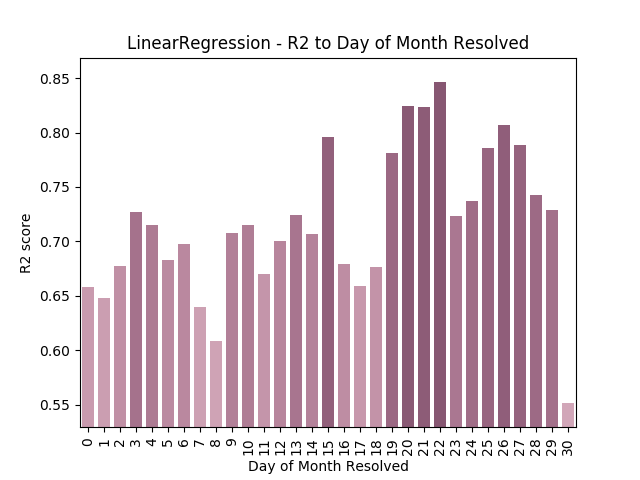 LinearRegression - R2 to Day of Month Resolved
0.85
0.80
0.75
0.70
0.65
0.60
0.55
R2 score
0 1 2 3 4 5 6 7 8 9 10 11 12 13 14 15 16 17 18 19 20 21 22 23 24 25 26 27 28 29 30
Day of Month Resolved